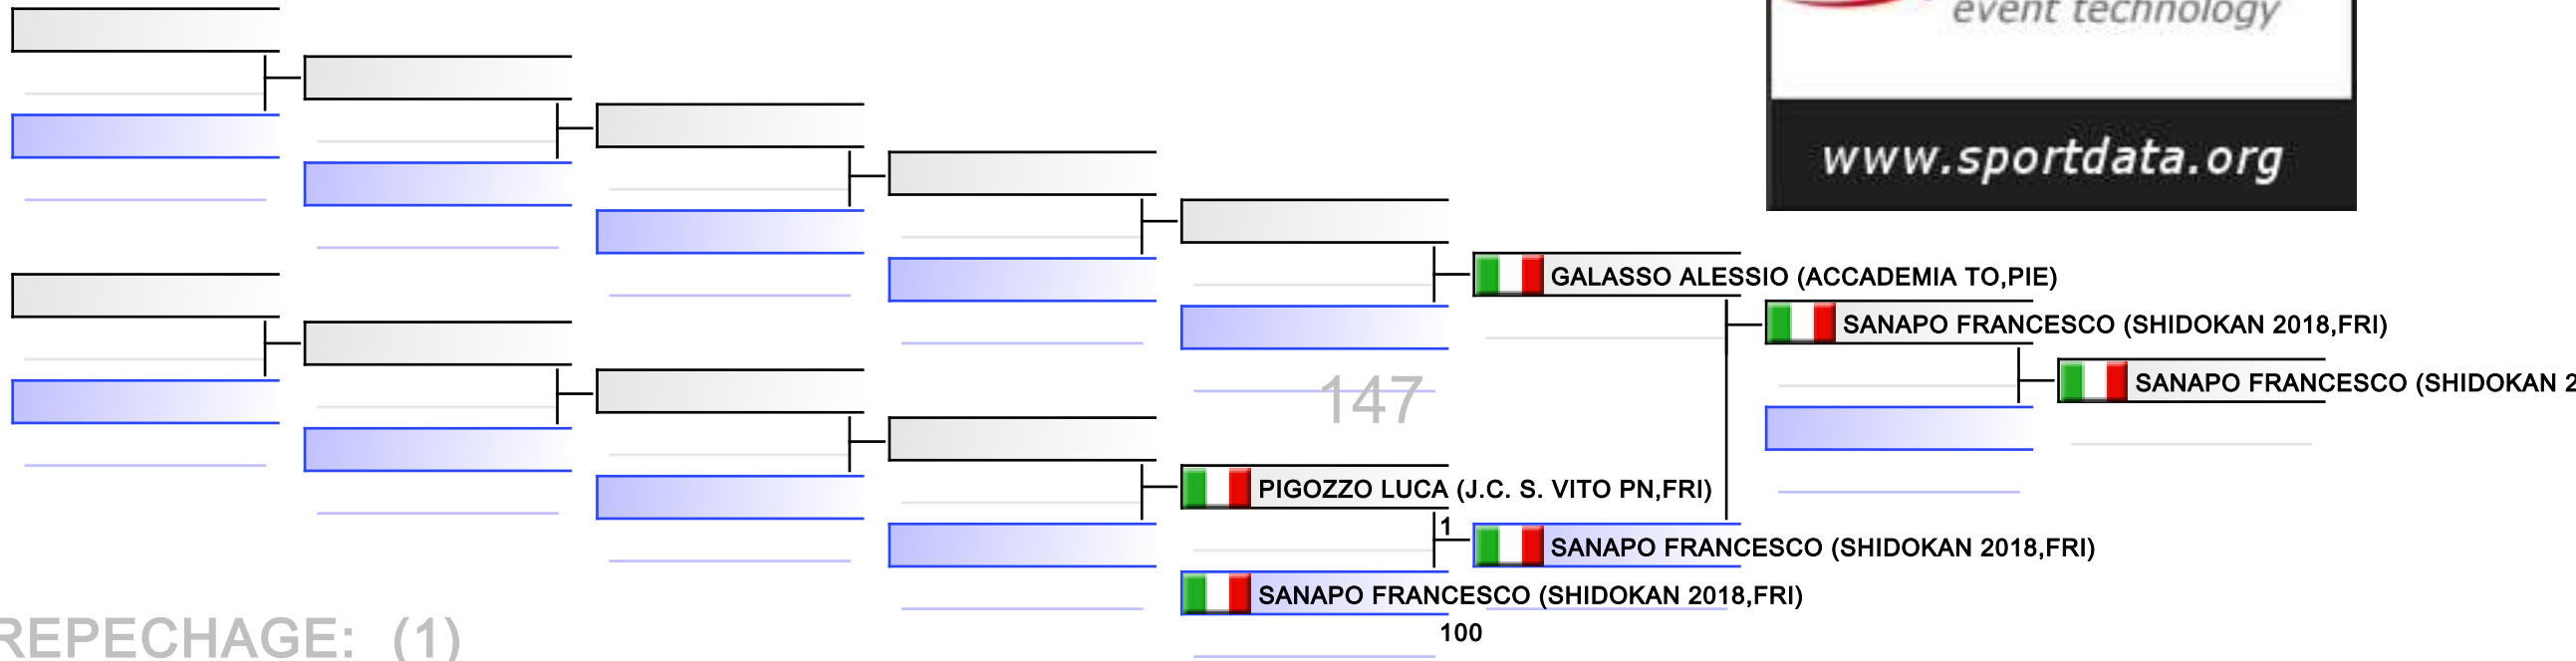 event technology
www.sportdata.org
GALASSO ALESSIO (ACCADEMIA TO,PIE)
SANAPO FRANCESCO (SHIDOKAN 2018,FRI)
SANAPO FRANCESCO (SHIDOKAN 2
147
PIGOZZO LUCA (J.C. S. VITO PN,FRI)
1
SANAPO FRANCESCO (SHIDOKAN 2018,FRI)
SANAPO FRANCESCO (SHIDOKAN 2018,FRI)
100
REPECHAGE: (1)